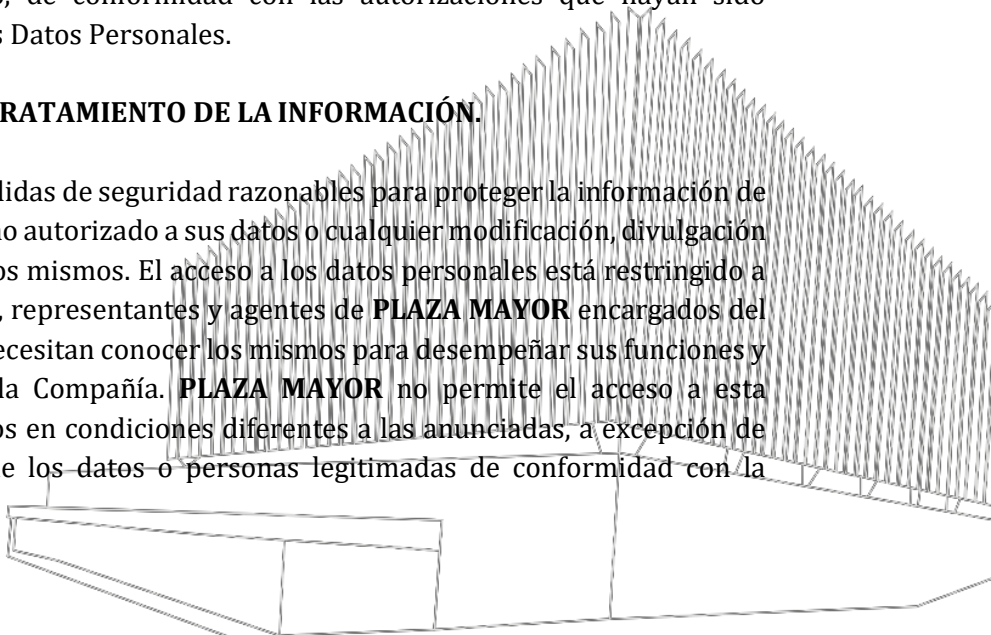 de conformidad con las autorizaciones que hayan sido
Datos Personales.
RATAMIENTO DE LA INFORMACIÓN.
lidas de seguridad razonables para proteger la información de
no autorizado a sus datos o cualquier modificación, divulgación
os mismos. El acceso a los datos personales está restringido a
, representantes y agentes de PLAZA MAYOR encargados del
ecesitan conocer los mismos para desempeñar sus funciones y
la Compañía. PLAZA MAYOR no permite el acceso a esta
os en condiciones diferentes a las anunciadas, a excepción de
e los datos o personas legitimadas de conformidad con la